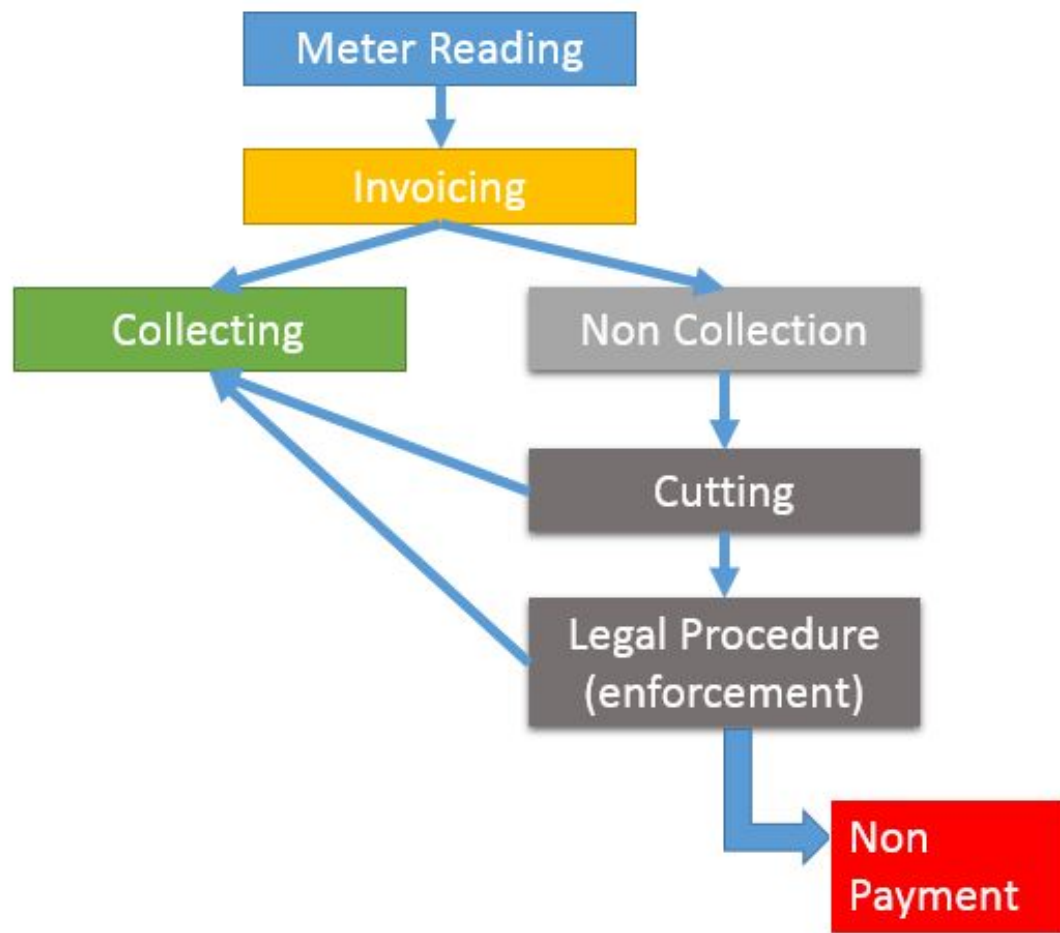 Meter Reading
Invoicing
Collecting
Non Collection
Cutting
Legal Procedure
(enforcement)
Non
Payment